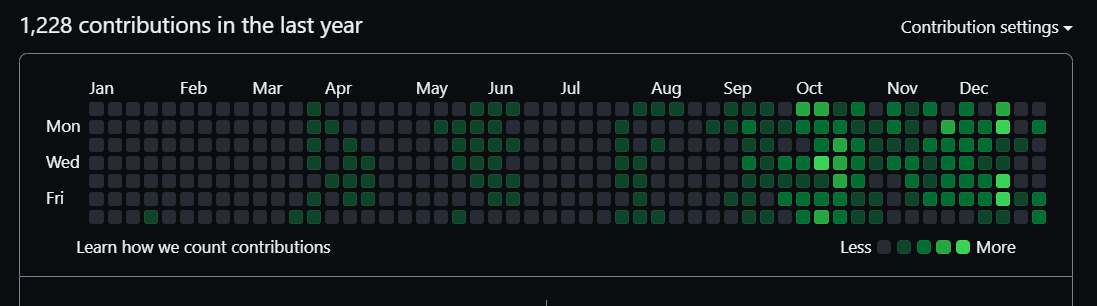 1,228 contributions in the last year
Contribution settings
Jan Feb Mar Apr May Jun Jul Aug Sep Oct Nov Dec
Mon
Wed
Fri
Learn how we count contributions
Less More